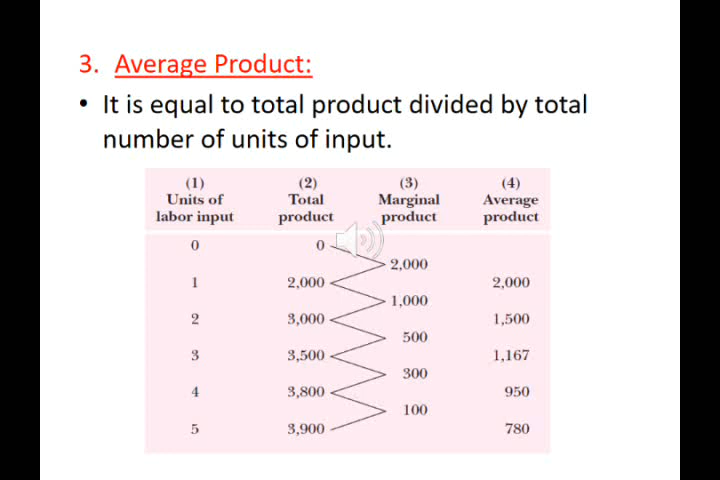 3. Average Product:
• It is equal to total product divided by total
number of units of input.
(1) (2) (3) (4)
Units of Total Marginal Average
labor input product product product
0 0
2,000
1 2,000 2,000
1,000
2 3,000 1,500
500
3 3,500 1,167
300
4 3,800 950
100
5 3,900 780